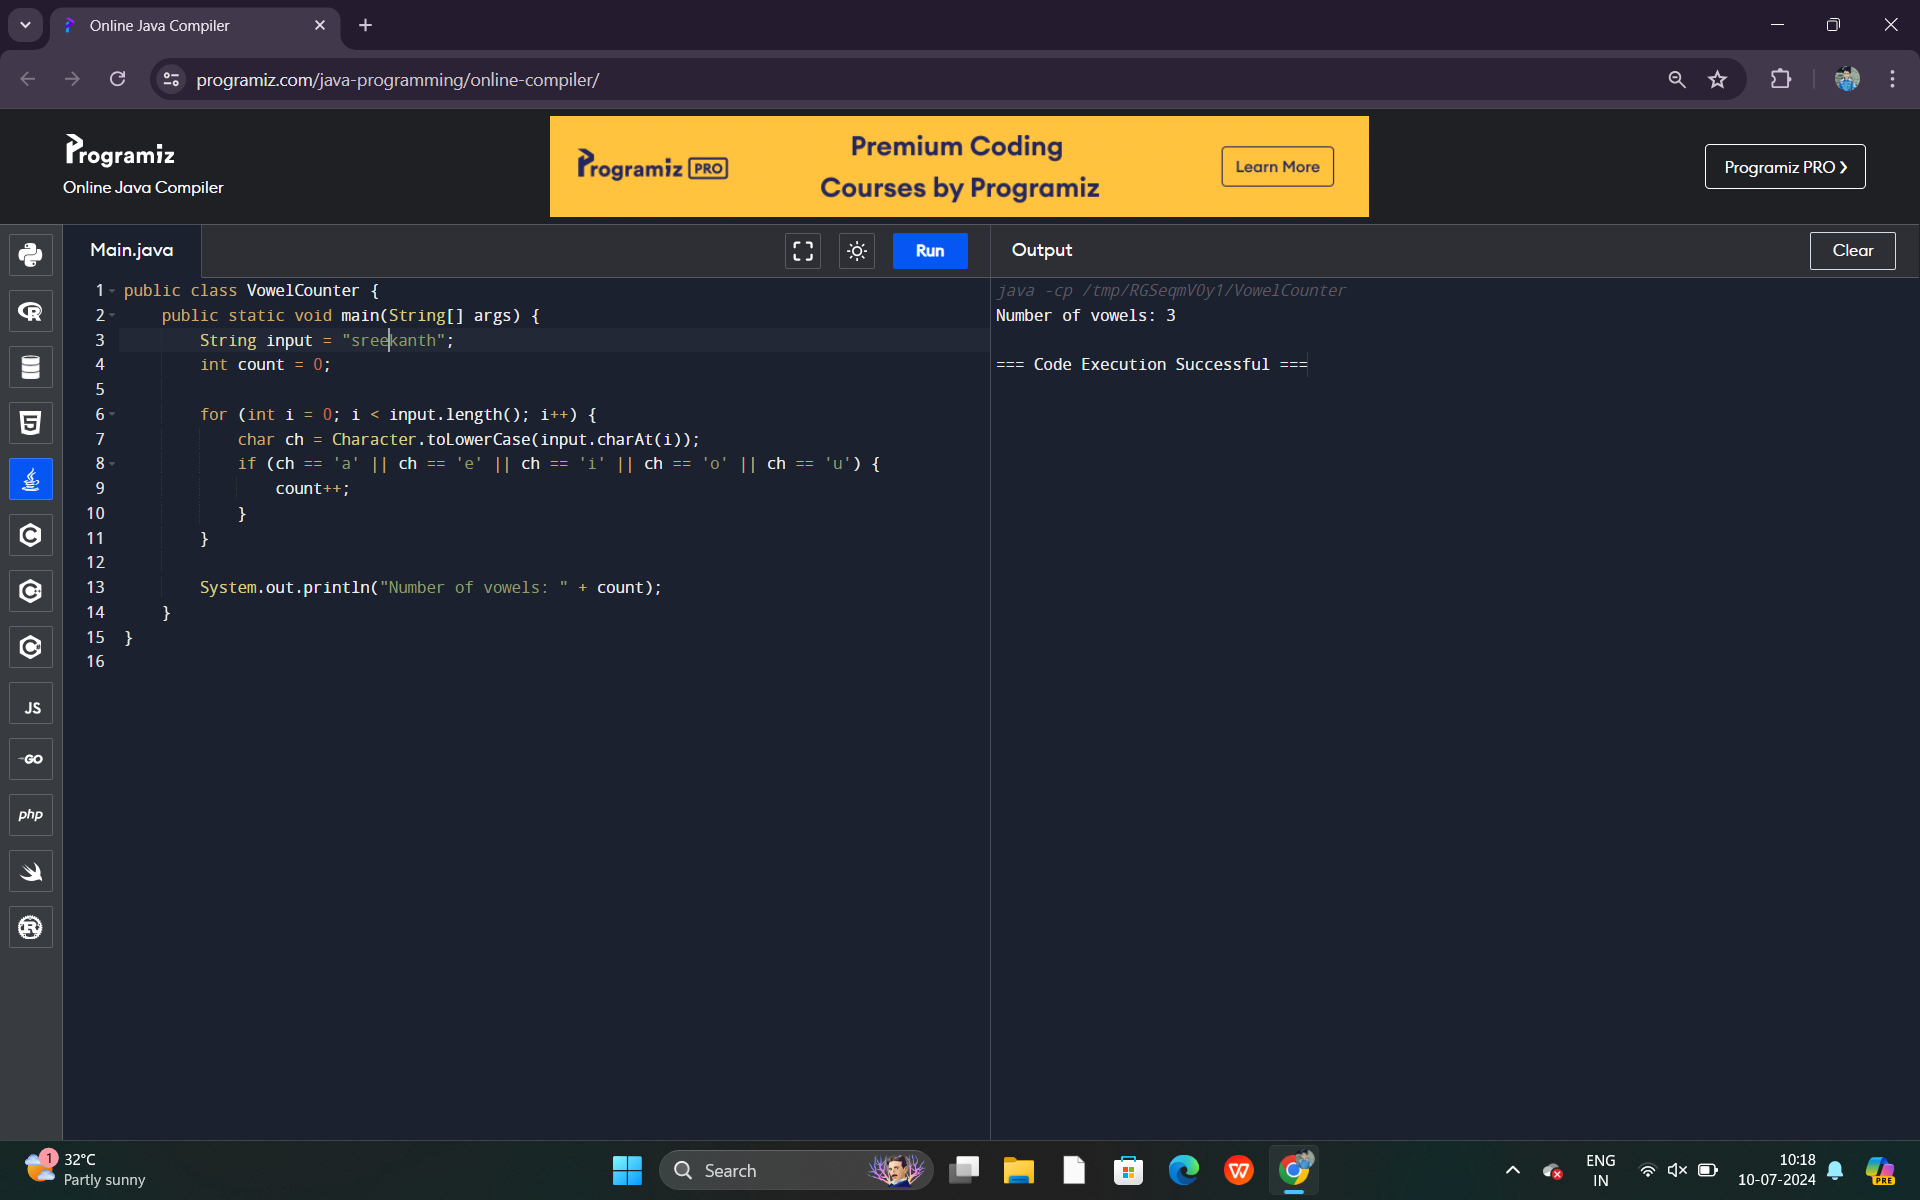 Online Java Compiler
programiz.com/java-programming/online-compiler/
Programiz
Online Java Compiler
Programiz PRO
Premium Coding
Courses by Programiz
Learn More
Programiz PRO
Main.java
Run
Output
Clear
1 public class VowelCounter {
2     public static void main(String[] args) {
3         String input = "sreekanth";
4         int count = 0;
5
6         for (int i = 0; i < input.length(); i++) {
7             char ch = Character.toLowerCase(input.charAt(i));
8             if (ch == 'a' || ch == 'e' || ch == 'i' || ch == 'o' || ch == 'u') {
9                 count++;
10             }
11         }
12
13         System.out.println("Number of vowels: " + count);
14     }
15 }
16
java -cp /tmp/RGSeqmV0y1/VowelCounter
Number of vowels: 3
=== Code Execution Successful ===
R
5
C
C
C
JS
GO
php
R
1
32°C
Partly sunny
Search
W
ENG
IN
10:18
10-07-2024
PRE